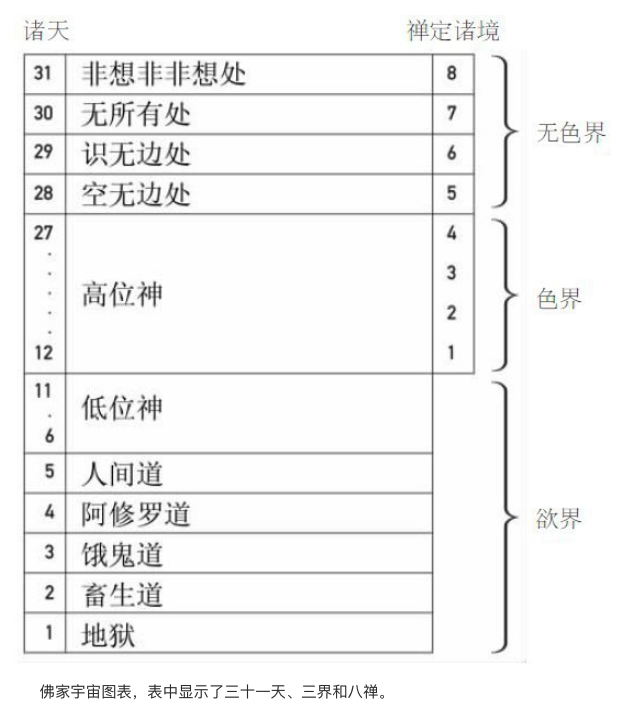 诸天 禅定诸境
31 非想非非想处 8
30 无所有处 7
29 识无边处 6
28 空无边处 5
无色界
27 4
3
高位神
2
12 1
色界
11
低位神
6
5 人间道
4 阿修罗道
3 饿鬼道
2 畜生道
1 地狱
欲界
佛家宇宙图表，表中显示了三十一天、三界和八禅。